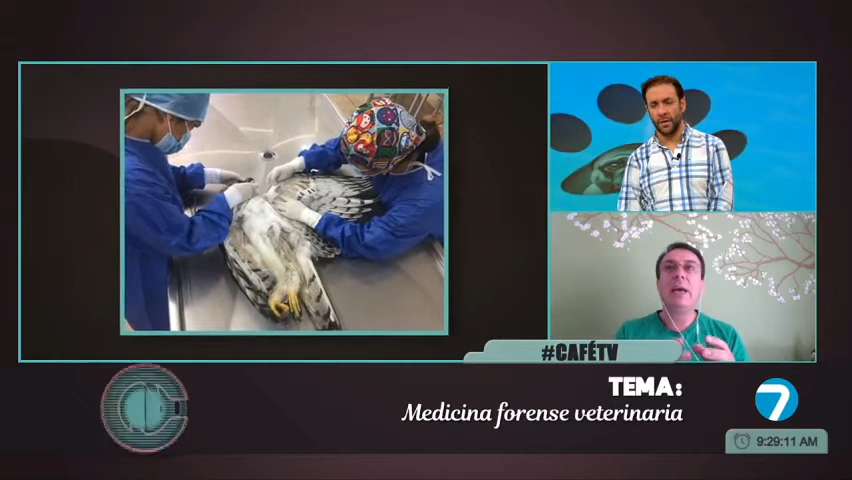 #CAFÉTV
TEMA:
Medicina forense veterinaria
7
9:29:11 AM